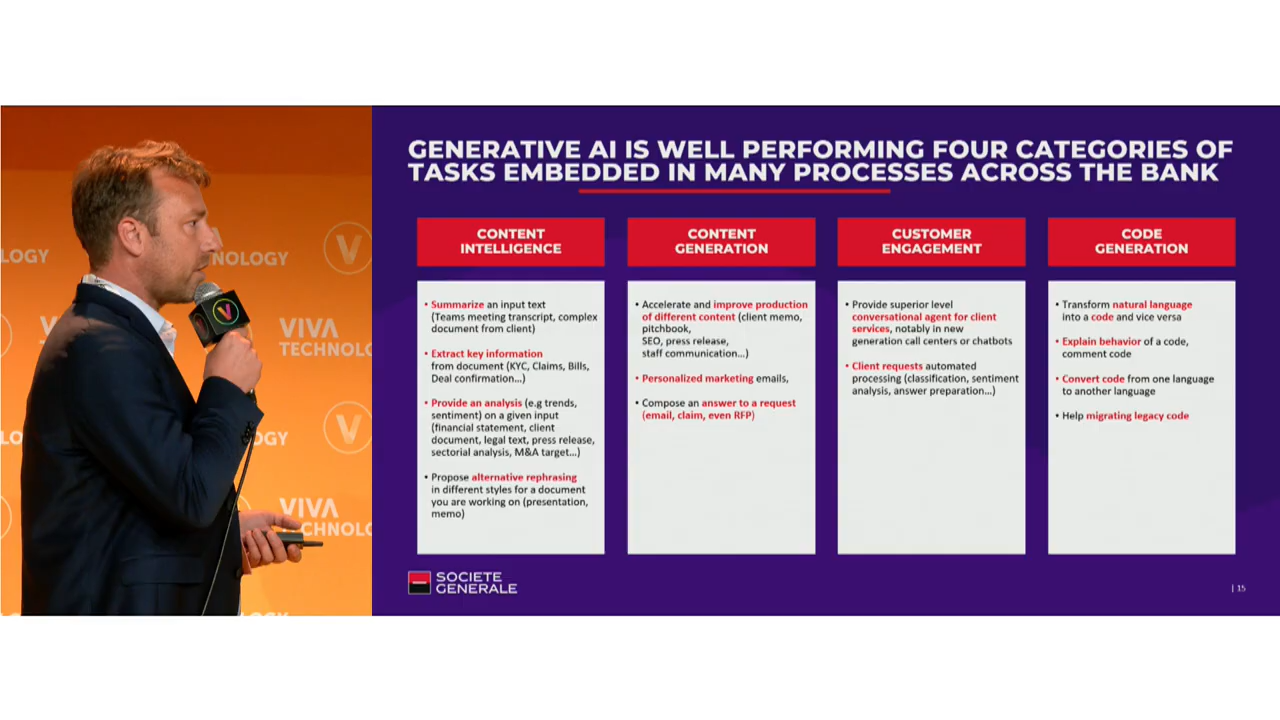 LOGY
V
NOLOGY
V
VIVA
TECHNOLO
LO
OGY
V
VIVA
CHNOLO
GENERATIVE AI IS WELL PERFORMING FOUR CATEGORIES OF
TASKS EMBEDDED IN MANY PROCESSES ACROSS THE BANK
CONTENT
INTELLIGENCE
• Summarize an input text
(Teams meeting transcript, complex
document from client)
• Extract key information
from document (KYC, Claims, Bills,
Deal confirmation...)
• Provide an analysis (e.g trends,
sentiment) on a given input
(financial statement, client
document, legal text, press release,
sectorial analysis, M&A target...)
• Propose alternative rephrasing
in different styles for a document
you are working on (presentation,
memo)
CONTENT
GENERATION
• Accelerate and improve production
of different content (client memo,
pitchbook,
SEO, press release,
staff communication...)
• Personalized marketing emails,
• Compose an answer to a request
(email, claim, even RFP)
CUSTOMER
ENGAGEMENT
• Provide superior level
conversational agent for client
services, notably in new
generation call centers or chatbots
• Client requests automated
processing (classification, sentiment
analysis, answer preparation...)
CODE
GENERATION
• Transform natural language
into a code and vice versa
• Explain behavior of a code,
comment code
• Convert code from one language
to another language
• Help migrating legacy code
SOCIETE
GENERALE
| 15